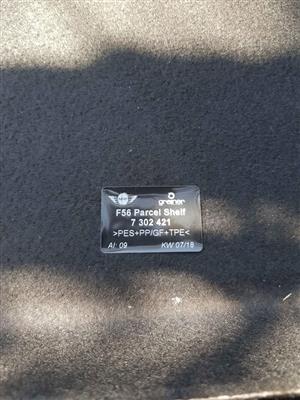 greiner
F56 Parcel Shelf
7 302 421
>PES+PP/GF+TPE<
AI: 09 KW 07/18